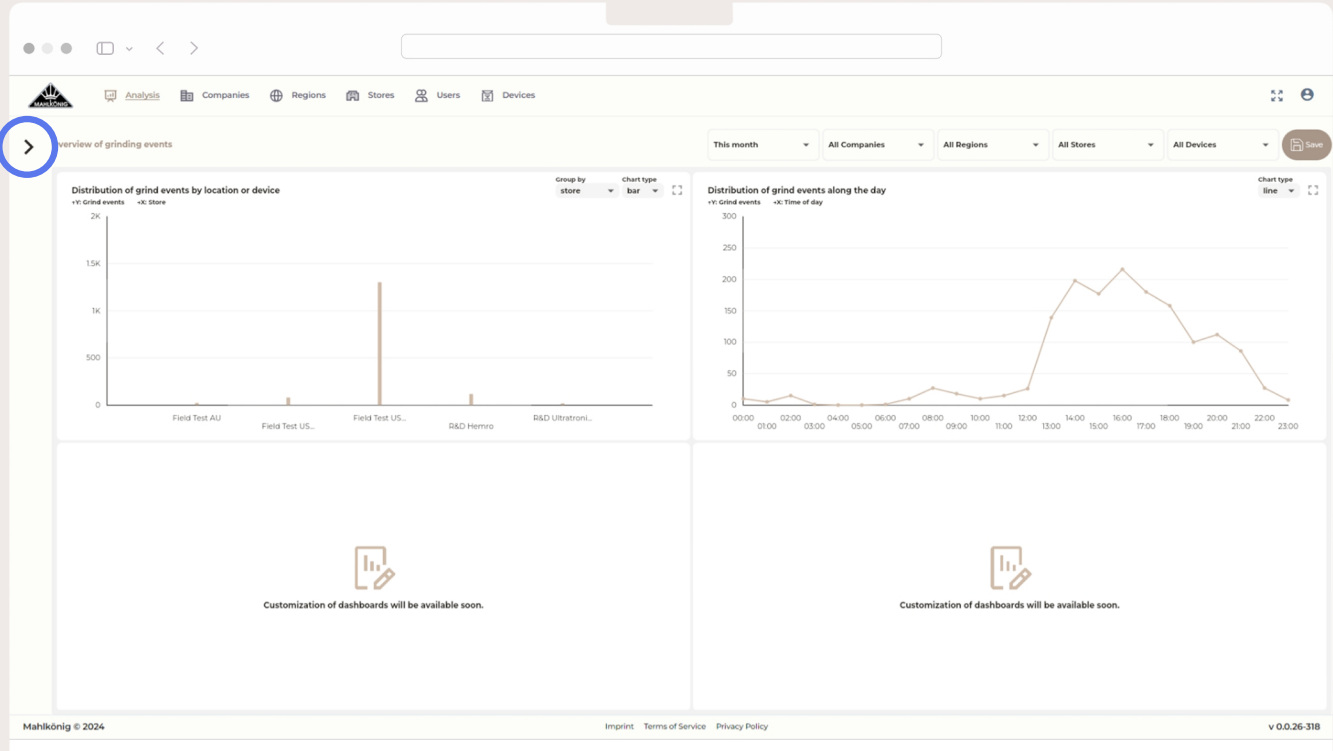 MAHLKÖNIG
Analysis Companies Regions Stores Users Devices
verview of grinding events
This month All Companies All Regions All Stores All Devices Save
Distribution of grind events by location or device
Group by
store
Chart type
bar
+Y: Grind events +X: Store
2K
1.5K
1K
500
0
Field Test AU
Field Test US...
Field Test US...
R&D Hemro
R&D Ultratroni...
Distribution of grind events along the day
Chart type
line
+Y: Grind events +X: Time of day
300
250
200
150
100
50
0
00:00 02:00 04:00 06:00 08:00 10:00 12:00 14:00 16:00 18:00 20:00 22:00
01:00 03:00 05:00 07:00 09:00 11:00 13:00 15:00 17:00 19:00 21:00 23:00
Customization of dashboards will be available soon.
Customization of dashboards will be available soon.
Mahlkönig © 2024
Imprint Terms of Service Privacy Policy
v 0.0.26-318